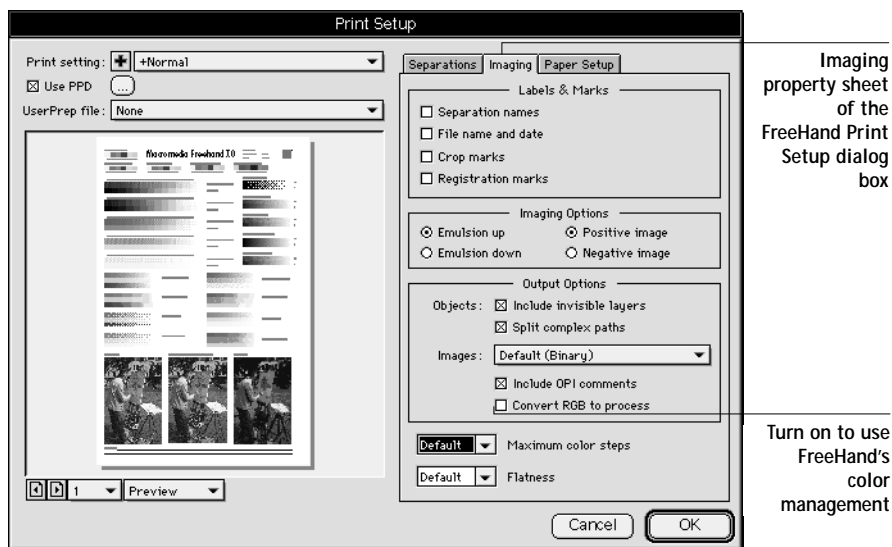 Print Setup
Print setting: +Normal
Use PPD ...
UserPrep file: None
Macromedia Freehand 7.0
1 Preview
Separations Imaging Paper Setup
Labels & Marks
Separation names
File name and date
Crop marks
Registration marks
Imaging Options
Emulsion up Positive image
Emulsion down Negative image
Output Options
Objects: Include invisible layers
Split complex paths
Images: Default (Binary)
Include OPI comments
Convert RGB to process
Default Maximum color steps
Default Flatness
Cancel OK
Imaging
property sheet
of the
FreeHand Print
Setup dialog
box
Turn on to use
FreeHand's
color
management